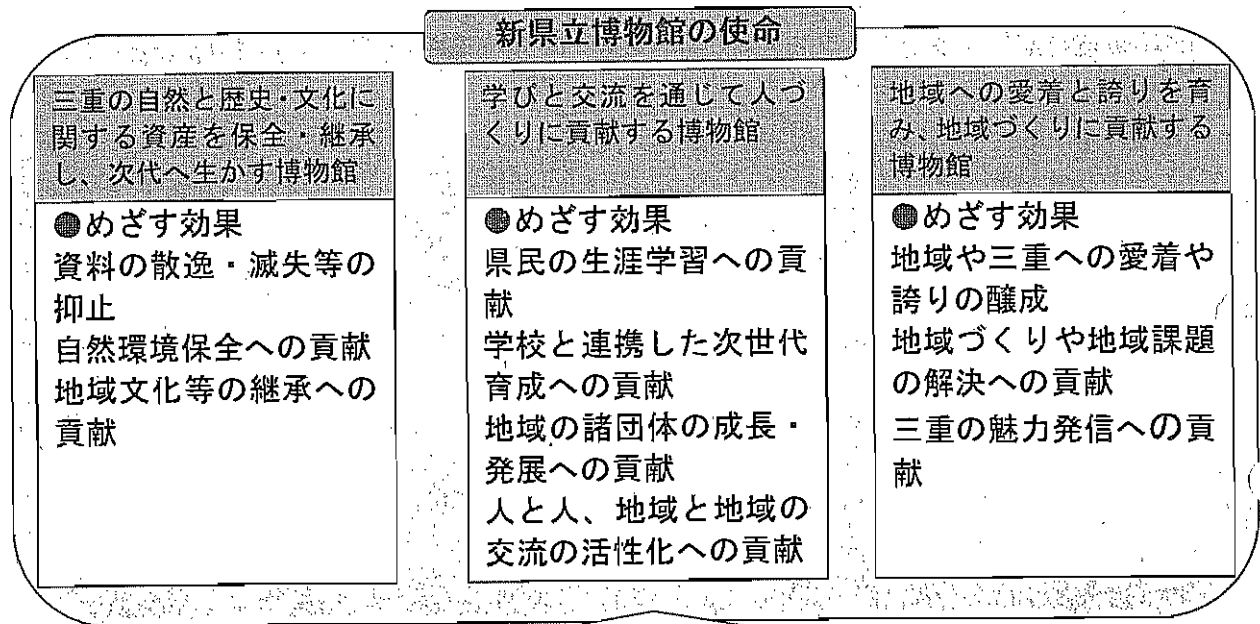 新県立博物館の使命
三重の自然と歴史・文化に
関する資産を保全・継承
し、次代へ生かす博物館
●めざす効果
資料の散逸・滅失等の
抑止
自然環境保全への貢献
地域文化等の継承への
貢献
学びと交流を通じて人づ
くりに貢献する博物館
●めざす効果
県民の生涯学習への貢
献
学校と連携した次世代
育成への貢献
地域の諸団体の成長・
発展への貢献
人と人、地域と地域の
交流の活性化への貢献
地域への愛着と誇りを育
み、地域づくりに貢献する
博物館
●めざす効果
地域や三重への愛着や
誇りの醸成
地域づくりや地域課題
の解決への貢献
三重の魅力発信への貢
献